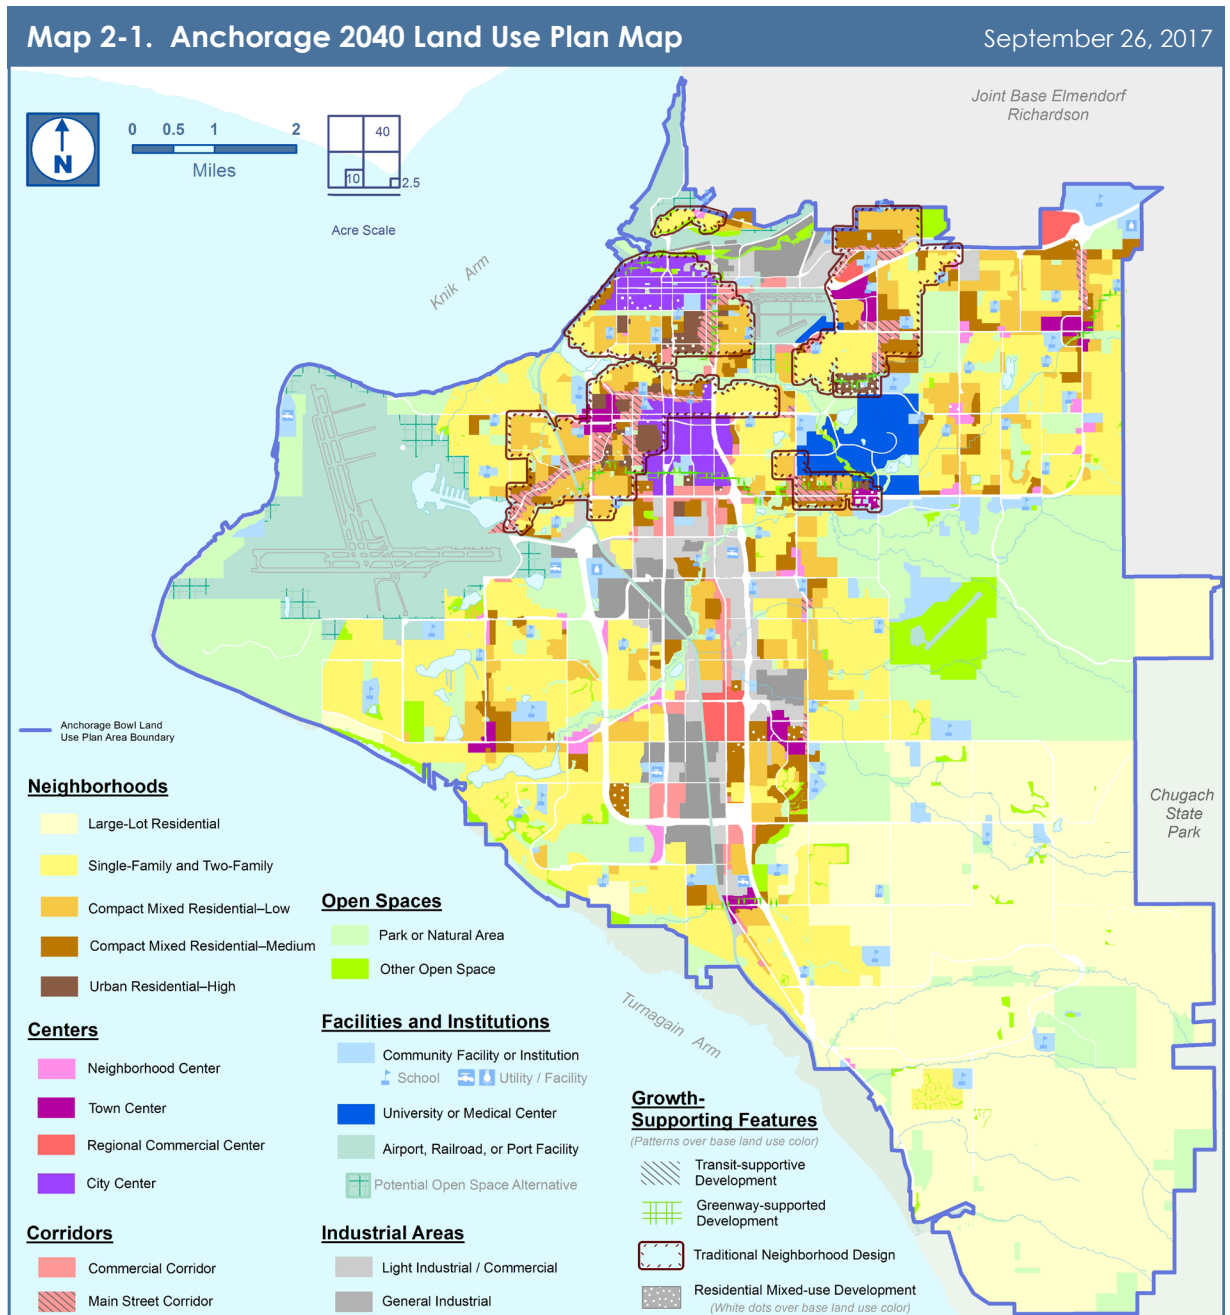 Map 2-1. Anchorage 2040 Land Use Plan Map
September 26, 2017
Joint Base Elmendorf
Richardson
N
0 0.5 1 2
Miles
40
10
2.5
Acre Scale
Knik Arm
Anchorage Bowl Land
Use Plan Area Boundary
Chugach
State
Park
Turnagain Arm
Neighborhoods
Large-Lot Residential
Single-Family and Two-Family
Compact Mixed Residential–Low
Compact Mixed Residential–Medium
Urban Residential–High
Centers
Neighborhood Center
Town Center
Regional Commercial Center
City Center
Corridors
Commercial Corridor
Main Street Corridor
Open Spaces
Park or Natural Area
Other Open Space
Facilities and Institutions
Community Facility or Institution
School
Utility / Facility
University or Medical Center
Airport, Railroad, or Port Facility
Potential Open Space Alternative
Industrial Areas
Light Industrial / Commercial
General Industrial
Growth-
Supporting Features
(Patterns over base land use color)
Transit-supportive
Development
Greenway-supported
Development
Traditional Neighborhood Design
Residential Mixed-use Development
(White dots over base land use color)